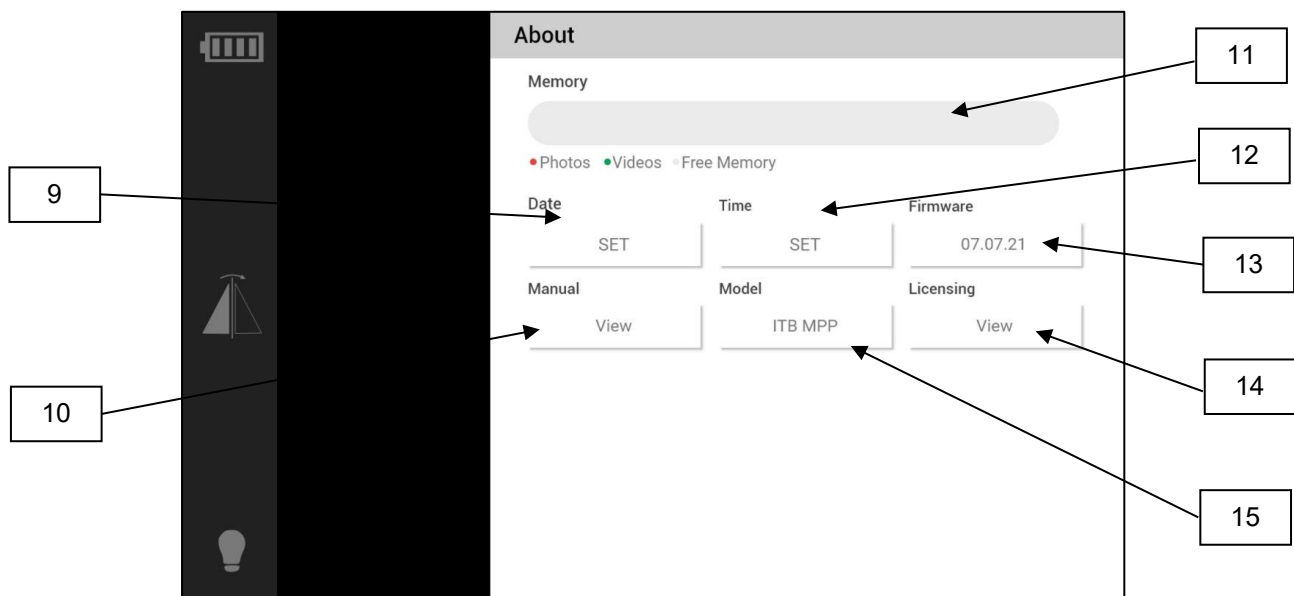 About
Memory
11
•Photos •Videos •Free Memory
12
9
Date Time Firmware
SET SET 07.07.21
13
Manual Model Licensing
View ITB MPP View
14
10
15